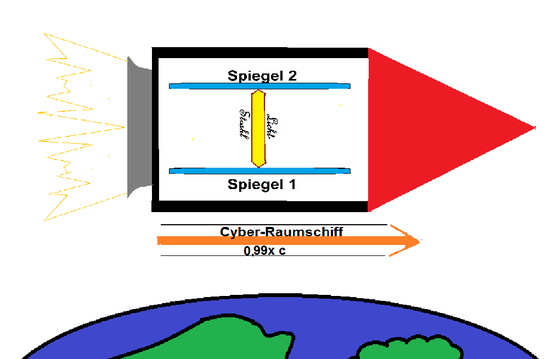 Spiegel 2
Licht-
Strahl
Spiegel 1
Cyber-Raumschiff
0,99x c